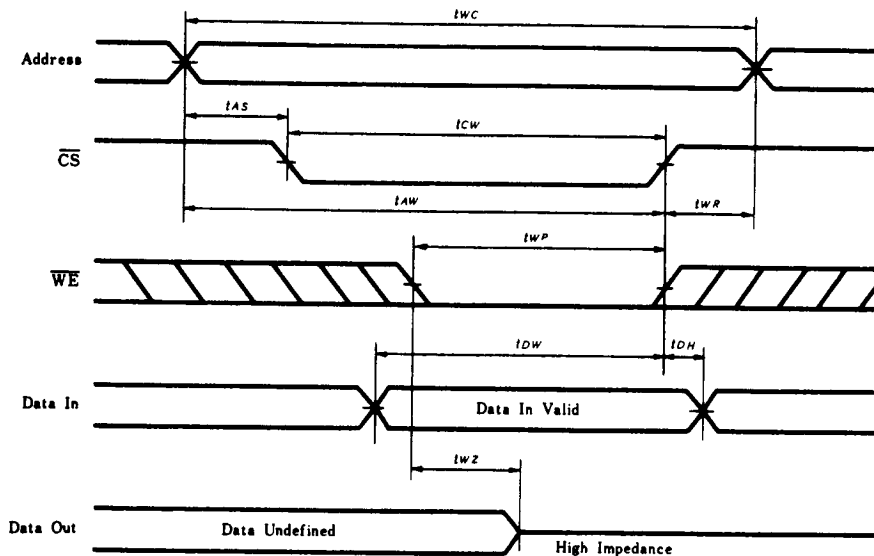 tWC
Address
tAS
tCW
CS
tAW
tWR
tWP
WE
tDW
tDH
Data In
Data In Valid
tWZ
Data Out
Data Undefined
High Impedance